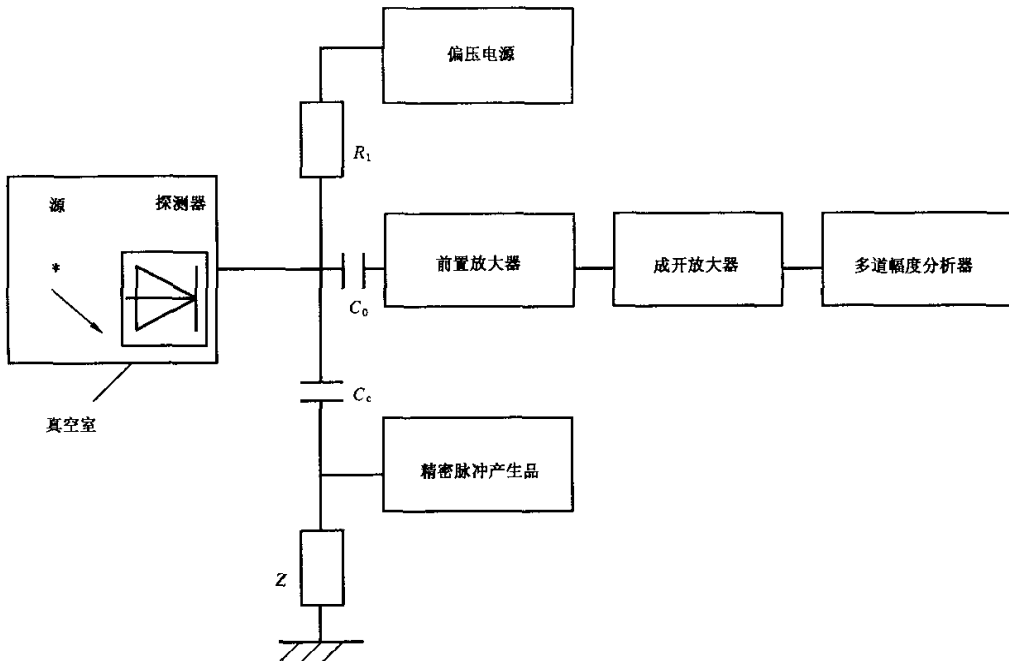 偏压电源
R₁
源
探测器
*
前置放大器
成开放大器
多道幅度分析器
C₀
真空室
Cc
精密脉冲产生品
Z